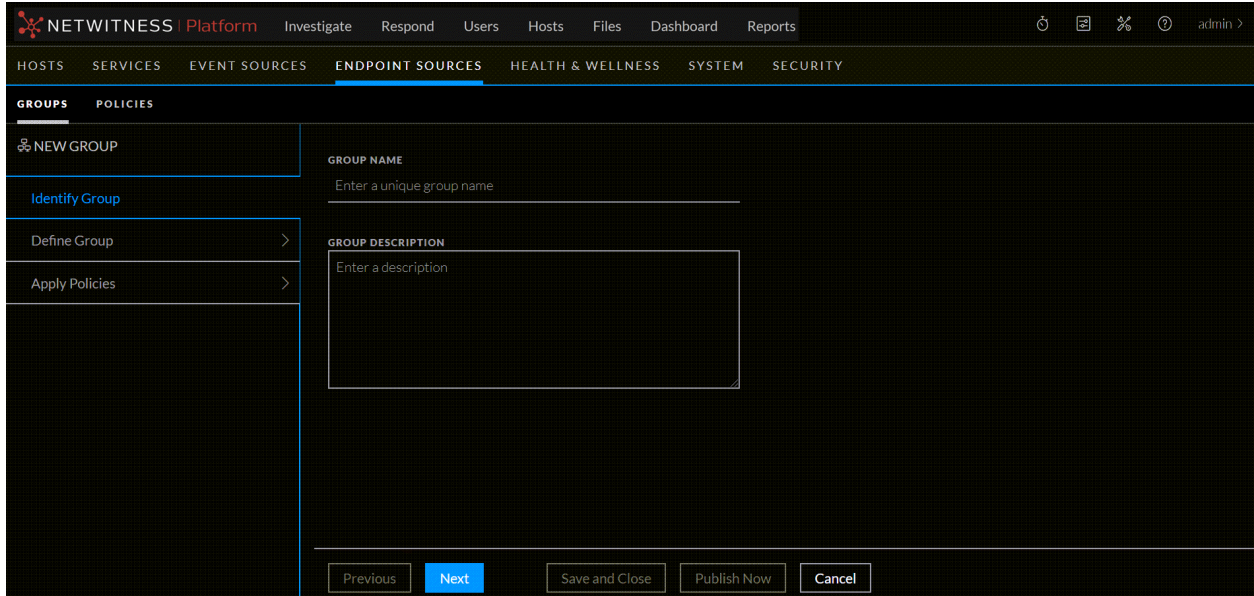 NETWITNESS | Platform Investigate Respond Users Hosts Files Dashboard Reports admin >
HOSTS SERVICES EVENT SOURCES ENDPOINT SOURCES HEALTH & WELLNESS SYSTEM SECURITY
GROUPS POLICIES
NEW GROUP
Identify Group
Define Group
Apply Policies
GROUP NAME
Enter a unique group name
GROUP DESCRIPTION
Enter a description
Previous Next Save and Close Publish Now Cancel